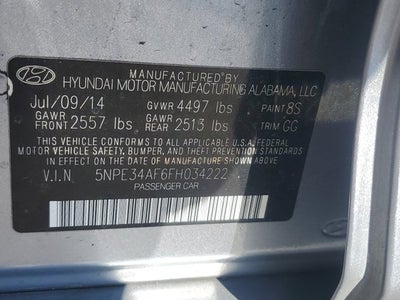 MANUFACTURED BY
HYUNDAI MOTOR MANUFACTURING ALABAMA, LLC
Jul/09/14 GVWR 4497 lbs PAINT 8S
GAWR FRONT 2557 lbs GAWR REAR 2513 lbs TRIM GG
THIS VEHICLE CONFORMS TO ALL APPLICABLE U.S.A FEDERAL
MOTOR VEHICLE SAFETY, BUMPER, AND THEFT PREVENTION
STANDARDS IN EFFECT ON THE DATE OF MANUFACTURE SHOWN ABOVE.
V.I.N. 5NPE34AF6FH034222
PASSENGER CAR